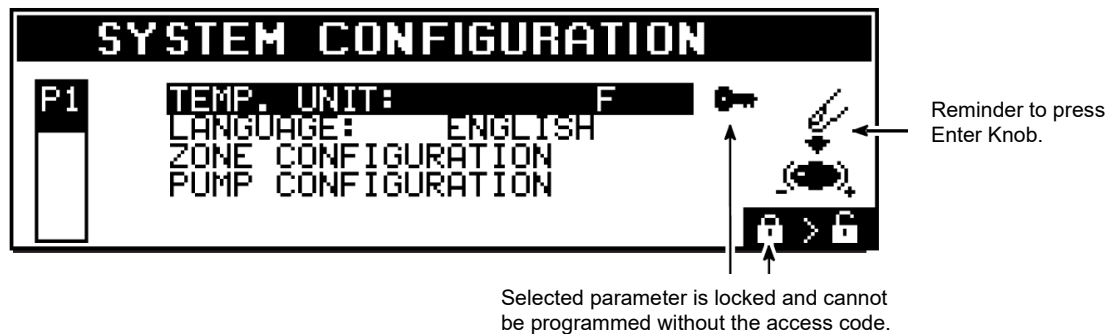 SYSTEM CONFIGURATION
P1
TEMP. UNIT: F
LANGUAGE: ENGLISH
ZONE CONFIGURATION
PUMP CONFIGURATION
Reminder to press
Enter Knob.
- +
>
Selected parameter is locked and cannot
be programmed without the access code.